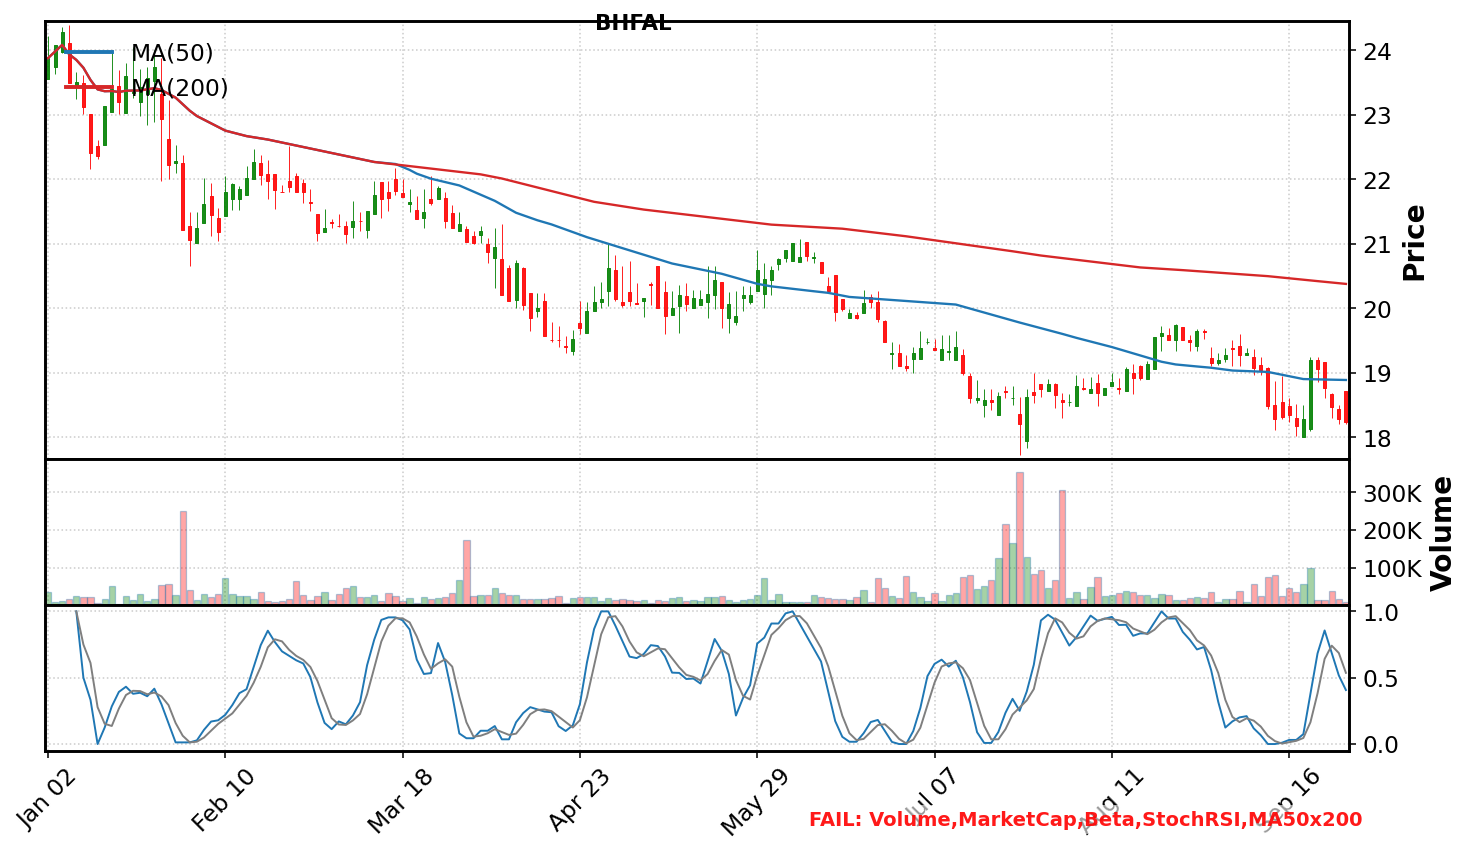 BHFAL
MA(50)
MA(200)
24
23
22
21
20
19
18
Price
300K
200K
100K
Volume
1.0
0.5
0.0
Jan 02
Feb 10
Mar 18
Apr 23
May 29
Jul 07
Aug 11
Sep 16
FAIL: Volume,MarketCap,Beta,StochRSI,MA50x200